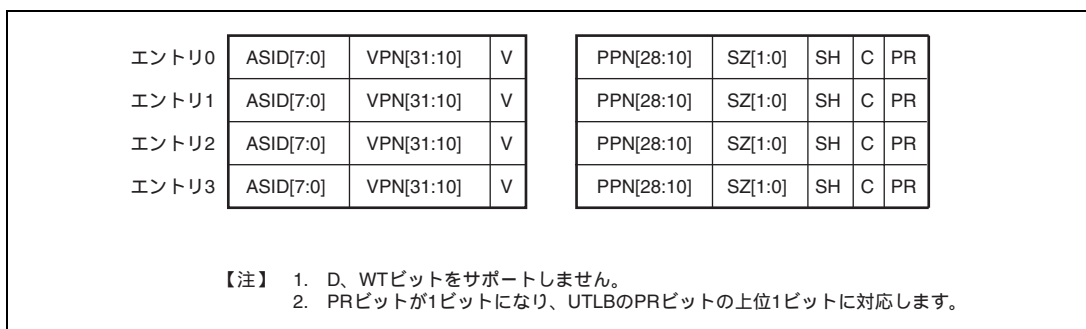 エントリ0 ASID[7:0] VPN[31:10] V PPN[28:10] SZ[1:0] SH C PR
エントリ1 ASID[7:0] VPN[31:10] V PPN[28:10] SZ[1:0] SH C PR
エントリ2 ASID[7:0] VPN[31:10] V PPN[28:10] SZ[1:0] SH C PR
エントリ3 ASID[7:0] VPN[31:10] V PPN[28:10] SZ[1:0] SH C PR
【注】 1. D、WTビットをサポートしません。
2. PRビットが1ビットになり、UTLBのPRビットの上位1ビットに対応します。